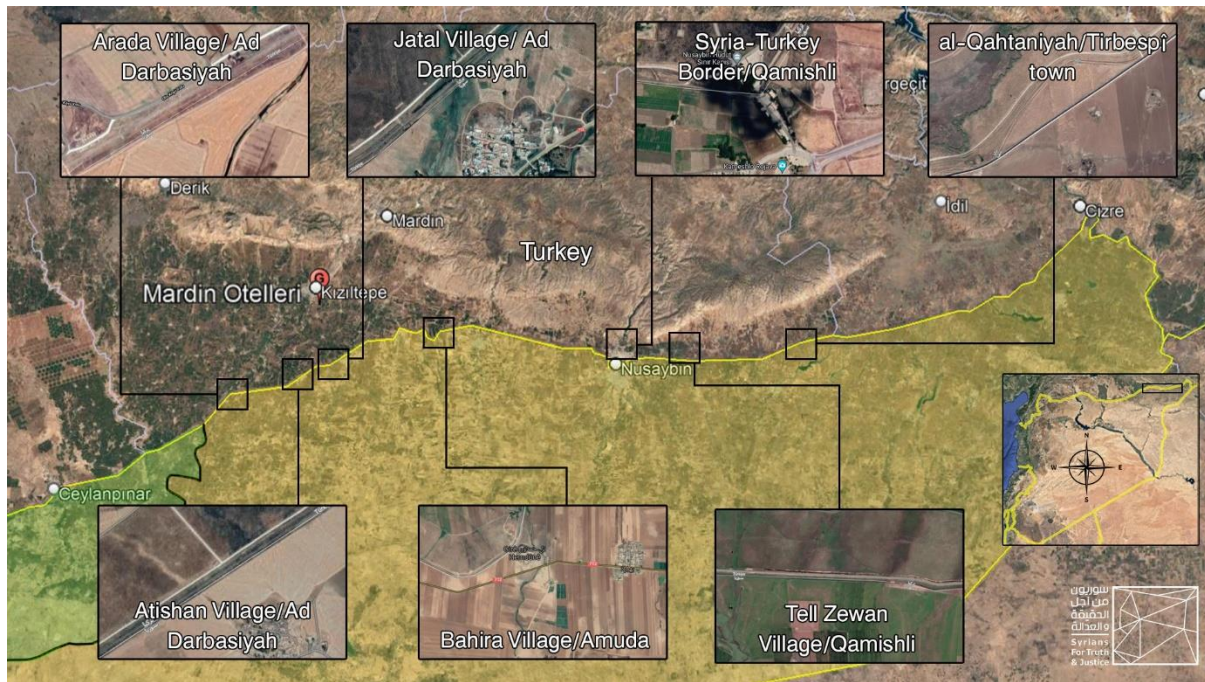 Arada Village/ Ad
Darbasiyah
Jatal Village/ Ad
Darbasiyah
Syria-Turkey
Border/Qamishli
al-Qahtaniyah/Tirbespî
town
Derik
Mardin
Turkey
İdil
Cizre
Mardin Otelleri
Kızıltepe
Nusaybin
Ceylanpınar
N
W
E
S
Atishan Village/Ad
Darbasiyah
Bahira Village/Amuda
Tell Zewan
Village/Qamishli
سوريون
من أجل
الحقيقة
والعدالة
Syrians
For Truth
& Justice